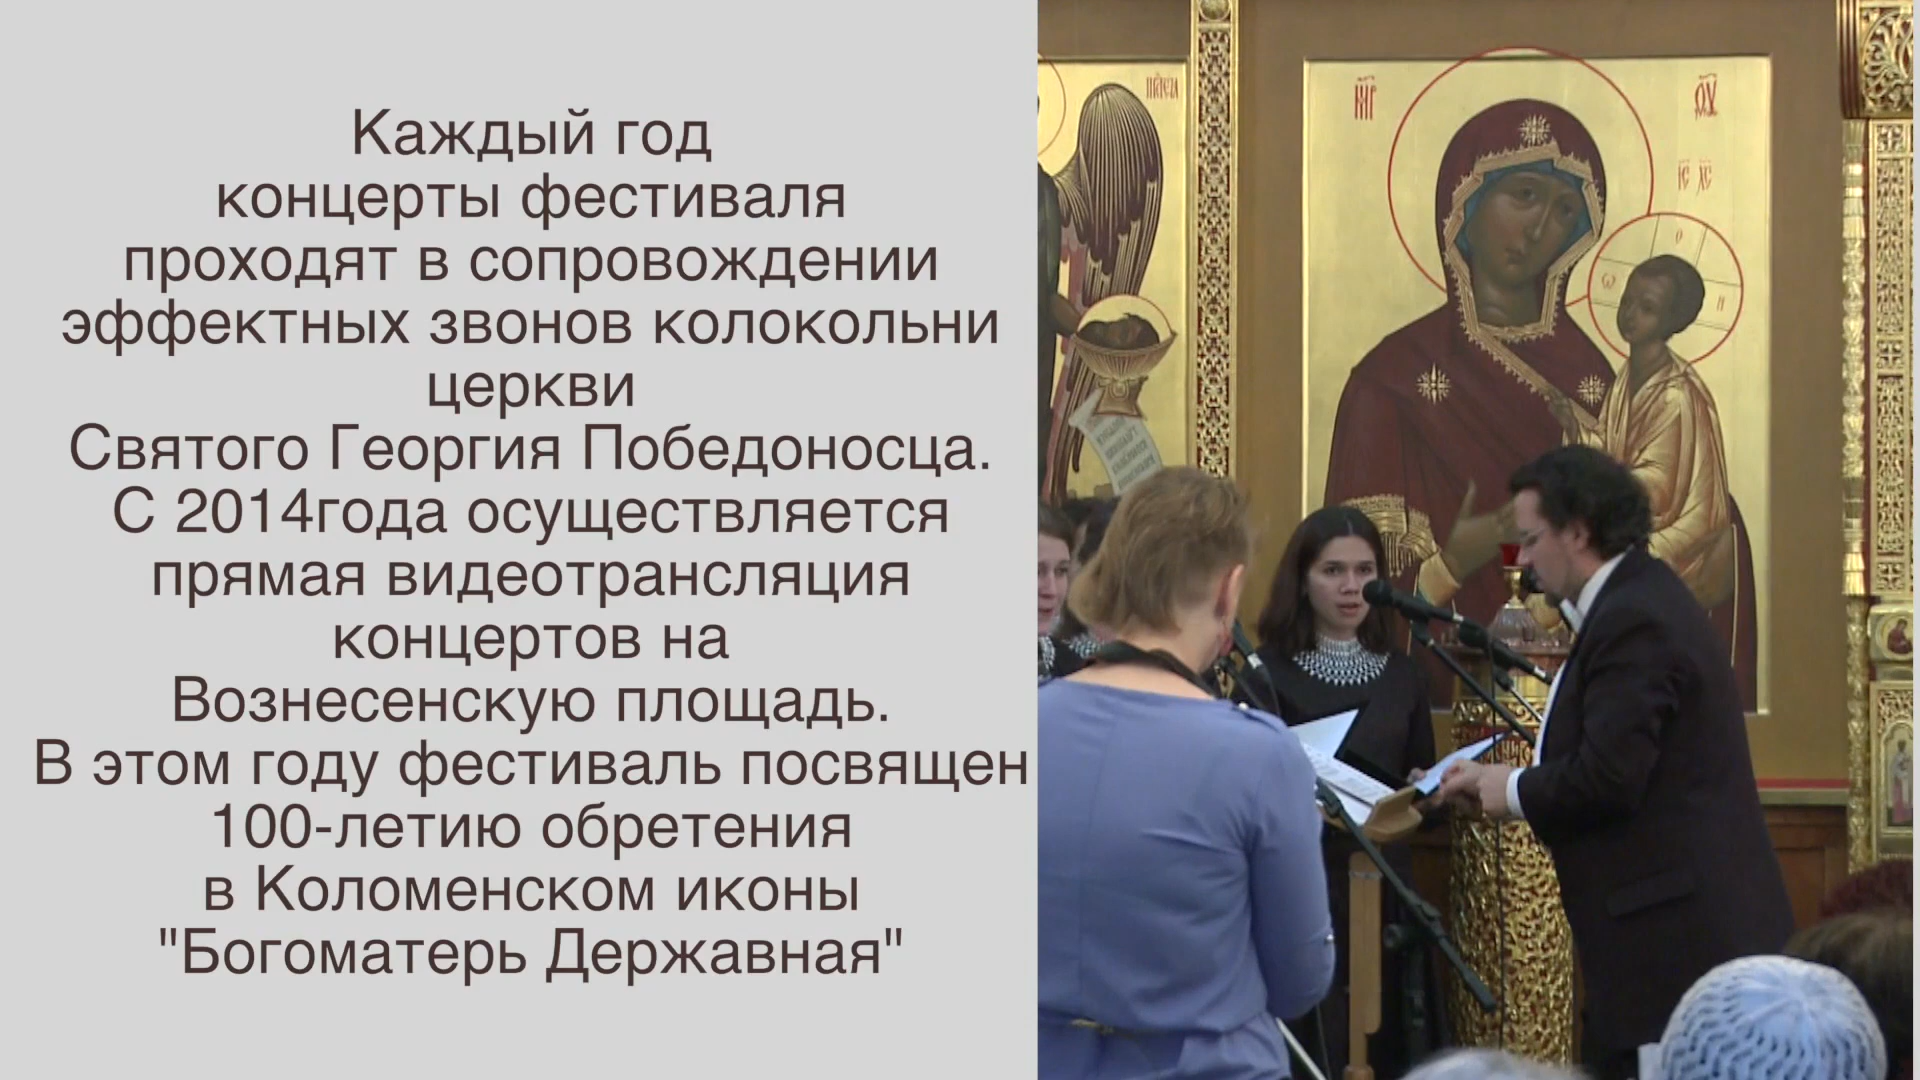 Каждый год
концерты фестиваля
проходят в сопровождении
эффектных звонов колокольни
церкви
Святого Георгия Победоносца.
С 2014года осуществляется
прямая видеотрансляция
концертов на
Вознесенскую площадь.
В этом году фестиваль посвящен
100-летию обретения
в Коломенском иконы
"Богоматерь Державная"